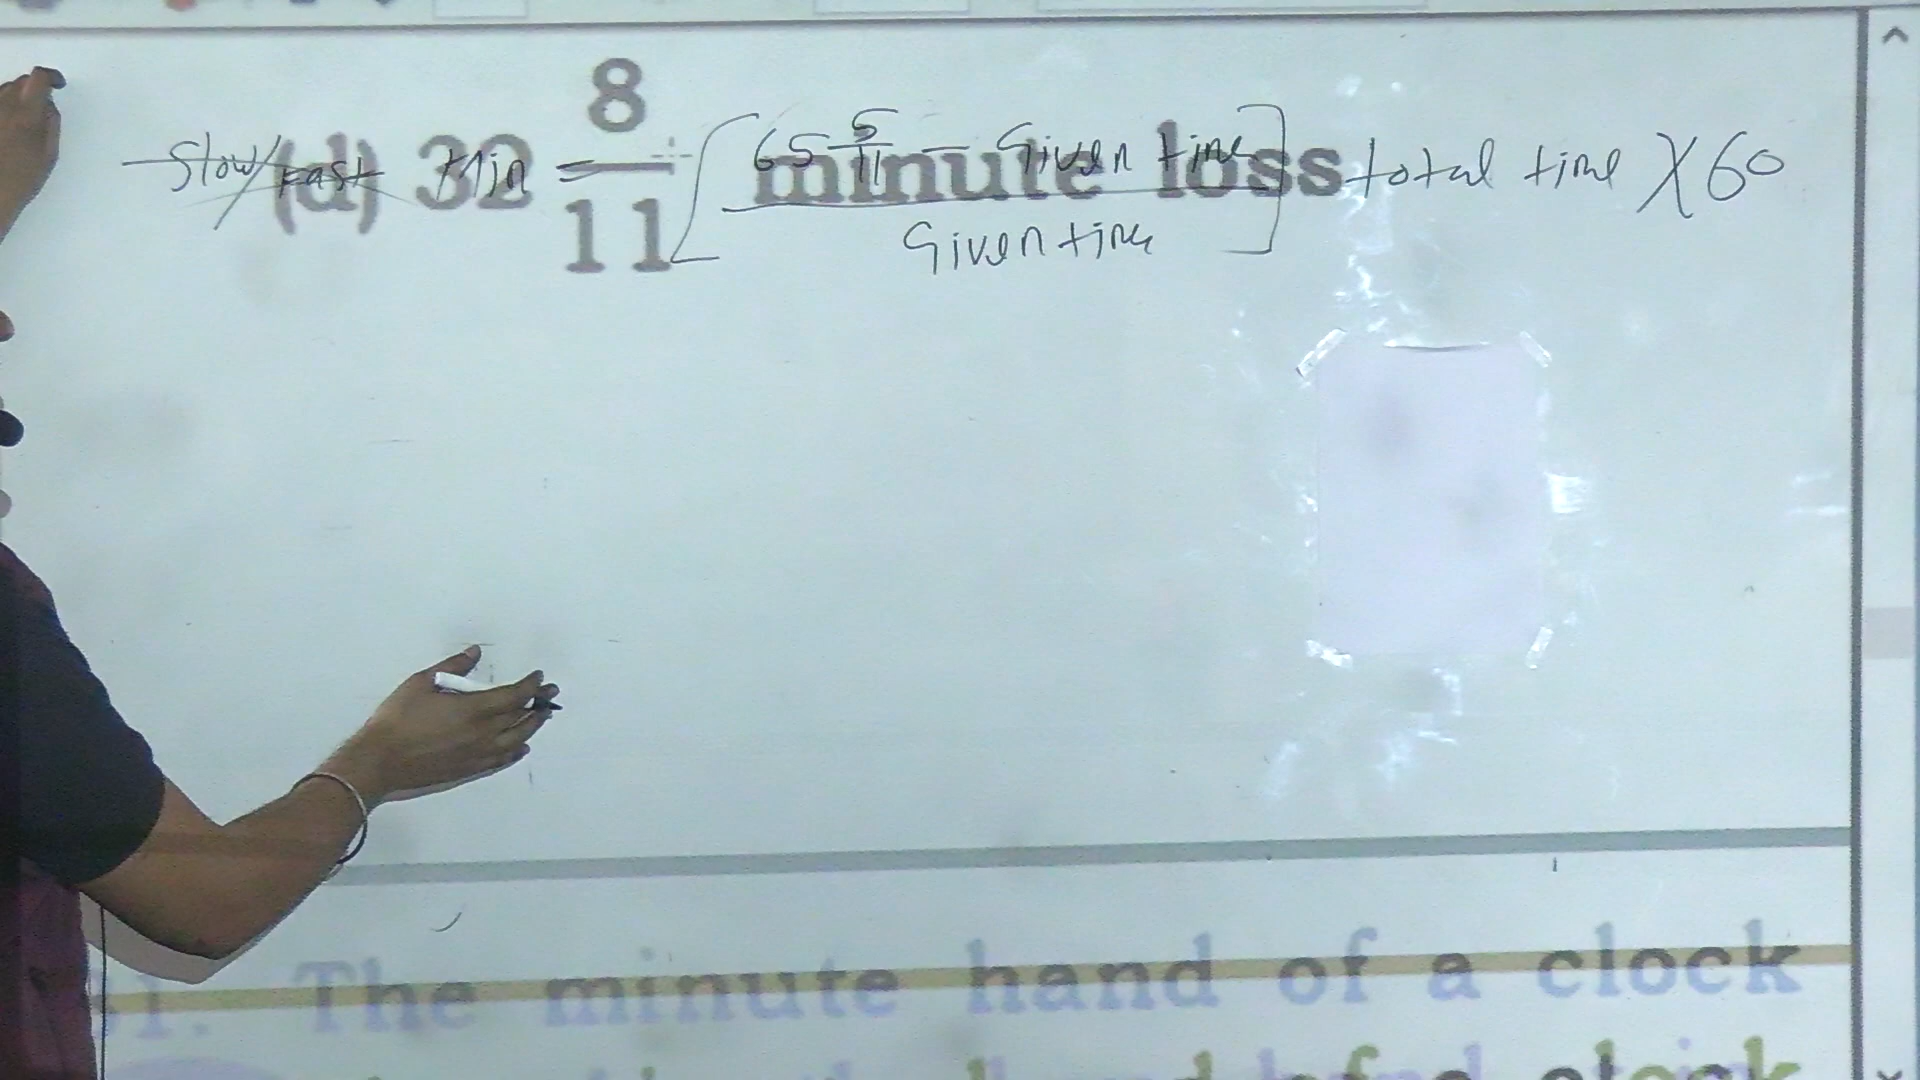 (d) 32 8/11 minute loss
Slow/Fast Min = [ (65 5/11 - Given time) / Given time ] total time X 60
The minute hand of a clock
clock